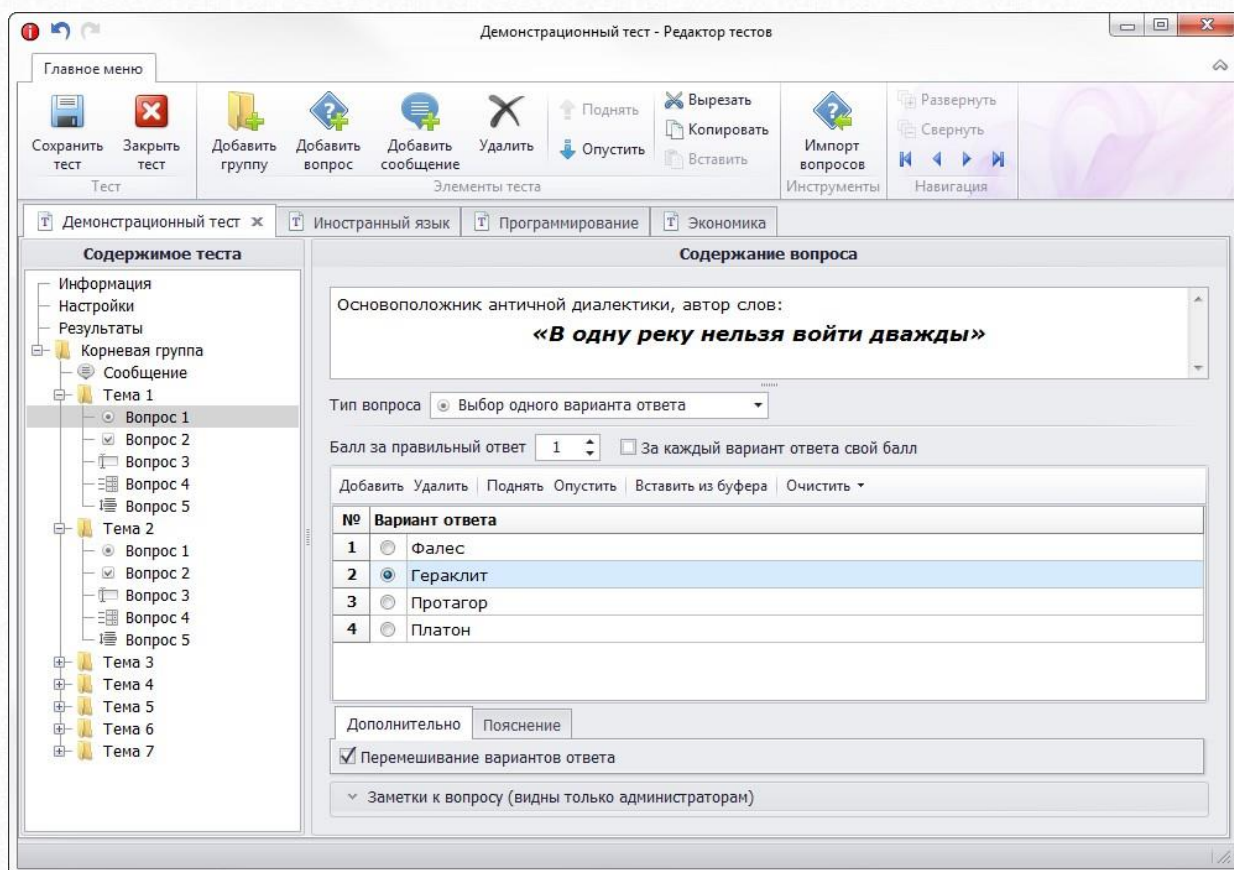 Демонстрационный тест - Редактор тестов
Главное меню
Сохранить тест
Закрыть тест
Добавить группу
Добавить вопрос
Добавить сообщение
Удалить
Поднять
Опустить
Вырезать
Копировать
Вставить
Импорт вопросов
Развернуть
Свернуть
Тест
Элементы теста
Инструменты
Навигация
Демонстрационный тест
Иностранный язык
Программирование
Экономика
Содержимое теста
Информация
Настройки
Результаты
Корневая группа
Сообщение
Тема 1
Вопрос 1
Вопрос 2
Вопрос 3
Вопрос 4
Вопрос 5
Тема 2
Вопрос 1
Вопрос 2
Вопрос 3
Вопрос 4
Вопрос 5
Тема 3
Тема 4
Тема 5
Тема 6
Тема 7
Содержание вопроса
Основоположник античной диалектики, автор слов:
«В одну реку нельзя войти дважды»
Тип вопроса Выбор одного варианта ответа
Балл за правильный ответ 1 За каждый вариант ответа свой балл
Добавить Удалить Поднять Опустить Вставить из буфера Очистить
№ Вариант ответа
1 Фалес
2 Гераклит
3 Протагор
4 Платон
Дополнительно Пояснение
Перемешивание вариантов ответа
Заметки к вопросу (видны только администраторам)